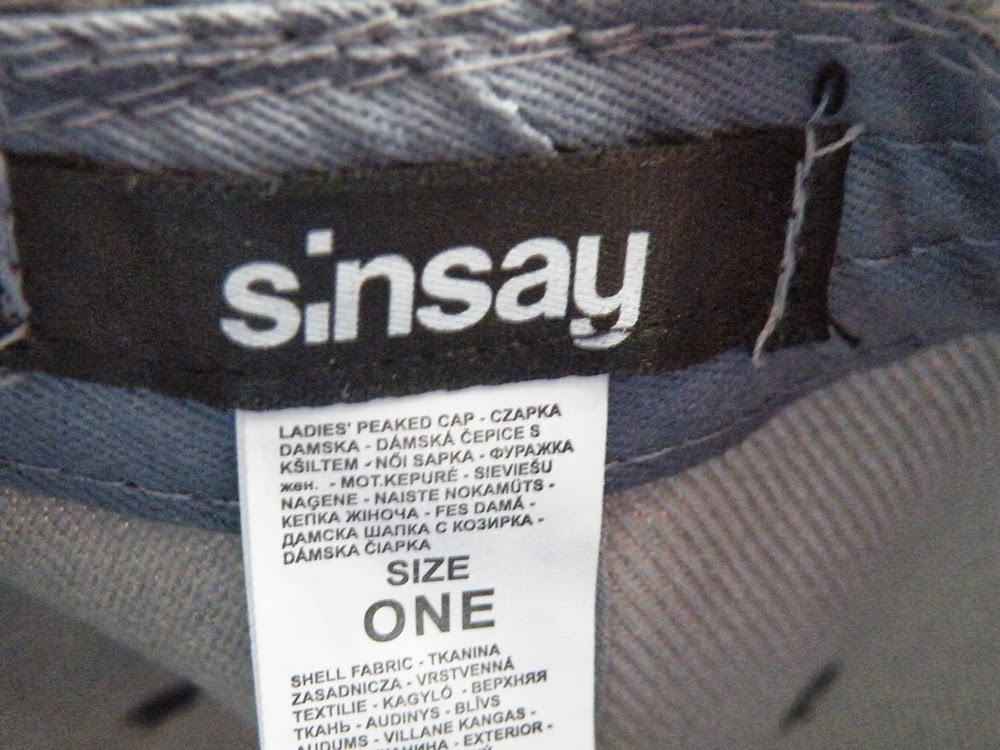 sinsay
LADIES' PEAKED CAP - CZAPKA
DAMSKA - DÁMSKÁ ČEPICE S
KŠILTEM - NŐI SAPKA - ФУРАЖКА
жен. - MOT.KEPURĖ - SIEVIEŠU
NAĢENE - NAISTE NOKAMÜTS -
КЕПКА ЖІНОЧА - FES DAMĂ -
ДАМСКА ШАПКА С КОЗИРКА -
DÁMSKA ČIAPKA
SIZE
ONE
SHELL FABRIC - TKANINA
ZASADNICZA - VRSTVENNÁ
TEXTILIE - KAGYLÓ - ВЕРХНЯЯ
ТКАНЬ - AUDINYS - BLĪVS
AUDUMS - VILLANE KANGAS -
EXTERIOR -